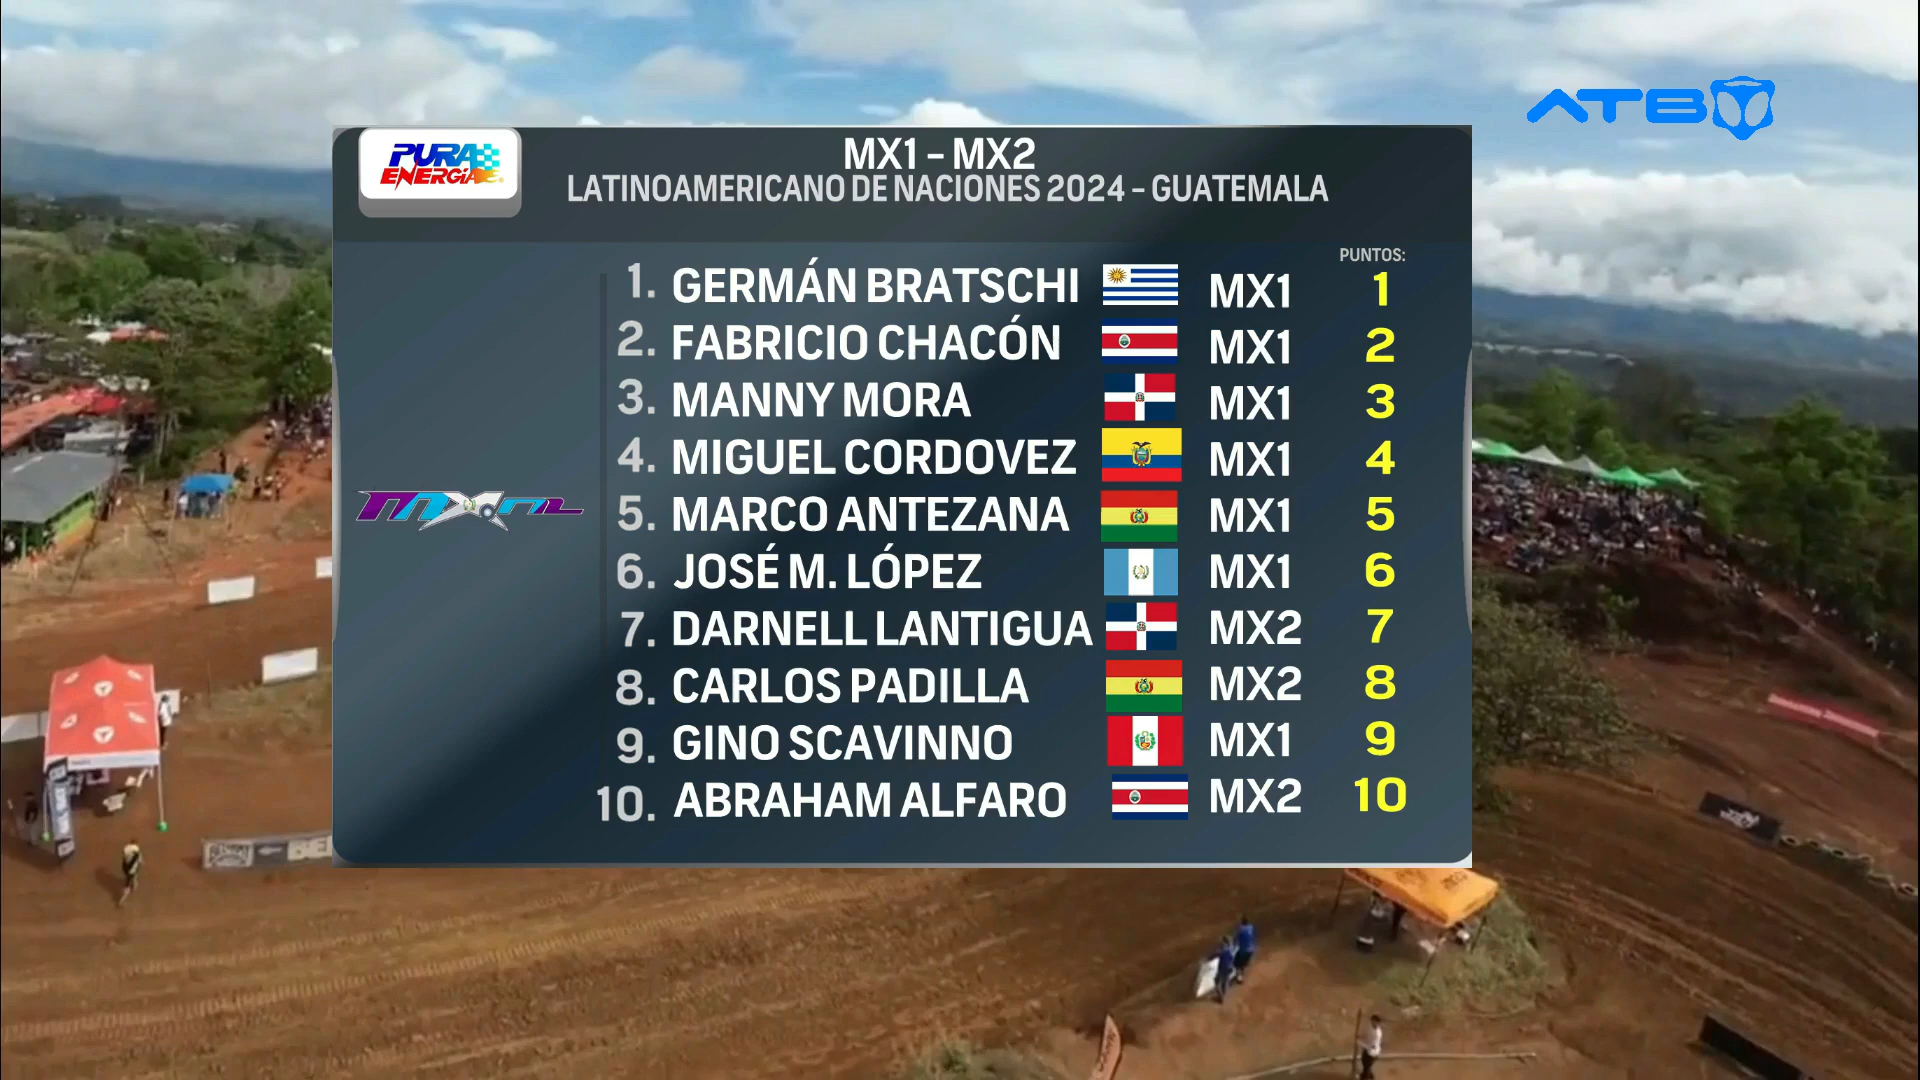 ATB
PURA
ENERGÍA
MX1 – MX2
LATINOAMERICANO DE NACIONES 2024 – GUATEMALA
PUNTOS:
1. GERMÁN BRATSCHI MX1 1
2. FABRICIO CHACÓN MX1 2
3. MANNY MORA MX1 3
4. MIGUEL CORDOVEZ MX1 4
5. MARCO ANTEZANA MX1 5
6. JOSÉ M. LÓPEZ MX1 6
7. DARNELL LANTIGUA MX2 7
8. CARLOS PADILLA MX2 8
9. GINO SCAVINNO MX1 9
10. ABRAHAM ALFARO MX2 10